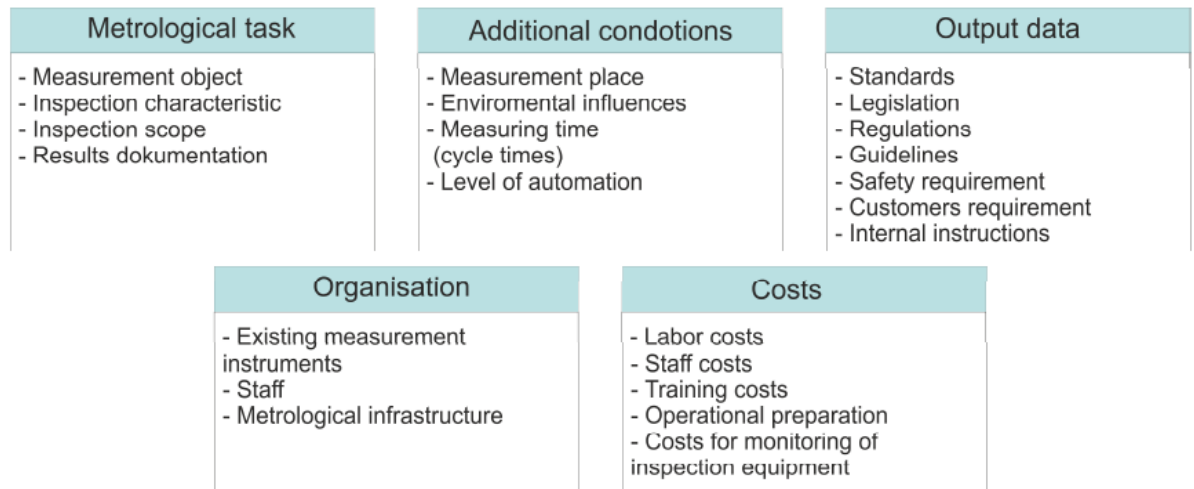 Metrological task
- Measurement object
- Inspection characteristic
- Inspection scope
- Results dokumentation
Additional condotions
- Measurement place
- Enviromental influences
- Measuring time
(cycle times)
- Level of automation
Output data
- Standards
- Legislation
- Regulations
- Guidelines
- Safety requirement
- Customers requirement
- Internal instructions
Organisation
- Existing measurement
instruments
- Staff
- Metrological infrastructure
Costs
- Labor costs
- Staff costs
- Training costs
- Operational preparation
- Costs for monitoring of
inspection equipment